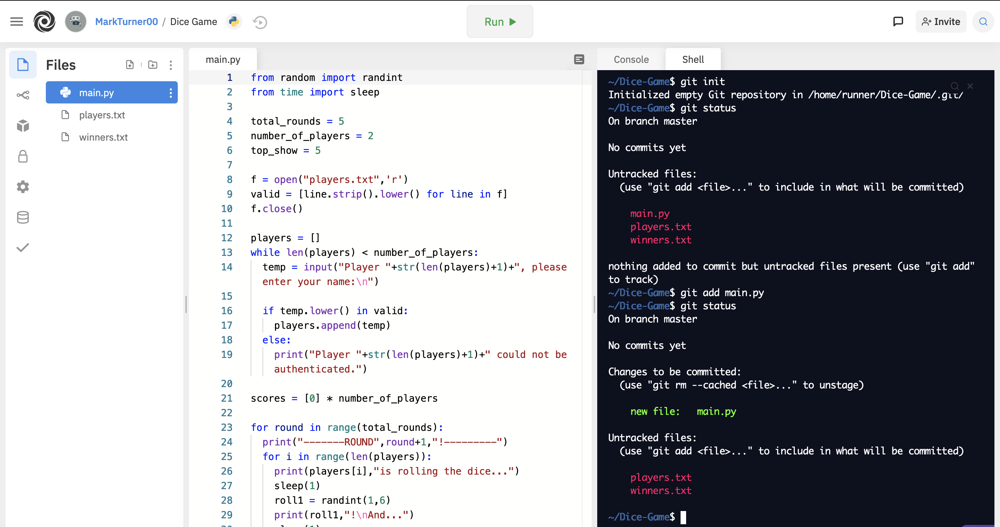 MarkTurner00 / Dice Game
Run
Invite
Files
main.py
players.txt
winners.txt
main.py
1 from random import randint
2 from time import sleep
3
4 total_rounds = 5
5 number_of_players = 2
6 top_show = 5
7
8 f = open("players.txt",'r')
9 valid = [line.strip().lower() for line in f]
10 f.close()
11
12 players = []
13 while len(players) < number_of_players:
14 temp = input("Player "+str(len(players)+1)+", please
enter your name:\n")
15
16 if temp.lower() in valid:
17 players.append(temp)
18 else:
19 print("Player "+str(len(players)+1)+" could not be
authenticated.")
20
21 scores = [0] * number_of_players
22
23 for round in range(total_rounds):
24 print("-------ROUND",round+1,"!---------")
25 for i in range(len(players)):
26 print(players[i],"is rolling the dice...")
27 sleep(1)
28 roll1 = randint(1,6)
29 print(roll1,"!\nAnd...")
Console
Shell
~/Dice-Game$ git init
Initialized empty Git repository in /home/runner/Dice-Game/.git/
~/Dice-Game$ git status
On branch master
No commits yet
Untracked files:
(use "git add <file>..." to include in what will be committed)
main.py
players.txt
winners.txt
nothing added to commit but untracked files present (use "git add"
to track)
~/Dice-Game$ git add main.py
~/Dice-Game$ git status
On branch master
No commits yet
Changes to be committed:
(use "git rm --cached <file>..." to unstage)
new file:   main.py
Untracked files:
(use "git add <file>..." to include in what will be committed)
players.txt
winners.txt
~/Dice-Game$